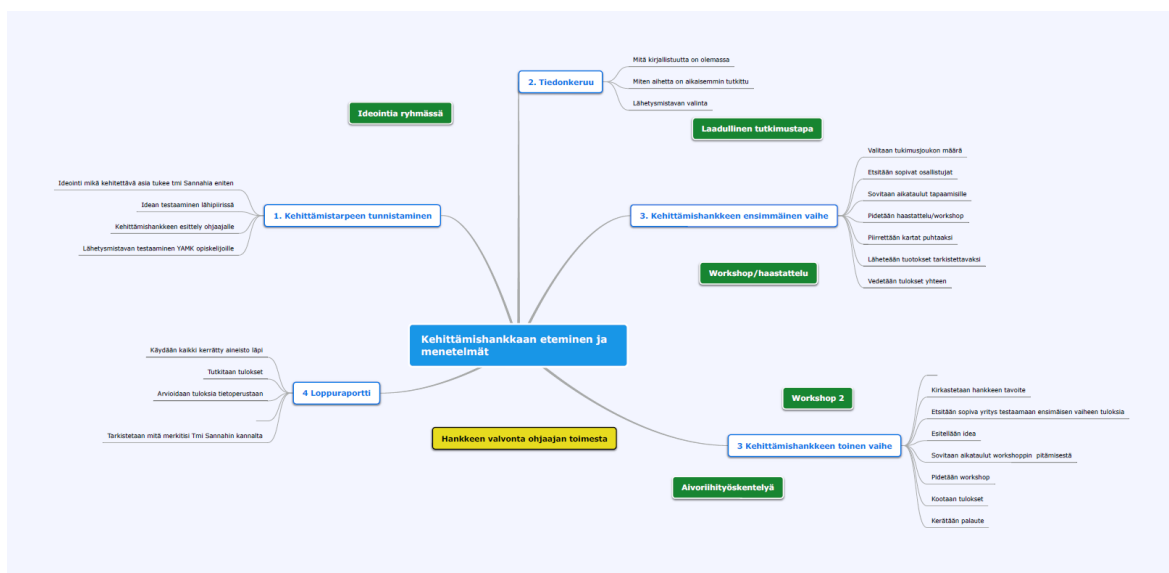 Kehittämishankkaan eteminen ja
menetelmät
Ideointia ryhmässä
1. Kehittämistarpeen tunnistaminen
Ideointi mikä kehitettävä asia tukee tmi Sannahia eniten
Idean testaaminen lähipiirissä
Kehittämishankkeen esittely ohjaajalle
Lähetysmistavan testaaminen YAMK opiskelijoille
2. Tiedonkeruu
Mitä kirjallistuutta on olemassa
Miten aihetta on aikaisemmin tutkittu
Lähetysmistavan valinta
Laadullinen tutkimustapa
3. Kehittämishankkeen ensimmäinen vaihe
Valitaan tukimusjoukon määrä
Etsitään sopivat osallistujat
Sovitaan aikataulut tapaamisille
Pidetään haastattelu/workshop
Piirrettään kartat puhtaaksi
Läheteään tuotokset tarkistettavaksi
Vedetään tulokset yhteen
Workshop/haastattelu
Workshop 2
3 Kehittämishankkeen toinen vaihe
Kirkastetaan hankkeen tavoite
Etsitään sopiva yritys testaamaan ensimäisen vaiheen tuloksia
Esitellään idea
Sovitaan aikataulut workshoppin pitämisestä
Pidetään workshop
Kootaan tulokset
Kerätään palaute
Aivoriihityöskentelyä
4 Loppuraportti
Käydään kaikki kerrätty aineisto läpi
Tutkitaan tulokset
Arvioidaan tuloksia tietoperustaan
Tarkistetaan mitä merkitisi Tmi Sannahin kannalta
Hankkeen valvonta ohjaajan toimesta